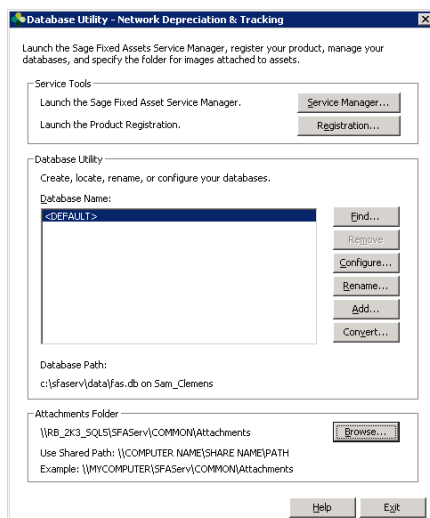 Database Utility - Network Depreciation & Tracking
Launch the Sage Fixed Assets Service Manager, register your product, manage your
databases, and specify the folder for images attached to assets.
Service Tools
Launch the Sage Fixed Asset Service Manager. Service Manager...
Launch the Product Registration. Registration...
Database Utility
Create, locate, rename, or configure your databases.
Database Name:
<DEFAULT> Find...
Remove
Configure...
Rename...
Add...
Convert...
Database Path:
c:\sfaserv\data\fas.db on Sam_Clemens
Attachments Folder
\\RB_2K3_SQL5\SFAServ\COMMON\Attachments Browse...
Use Shared Path: \\COMPUTER NAME\SHARE NAME\PATH
Example: \\MYCOMPUTER\SFAServ\COMMON\Attachments
Help Exit